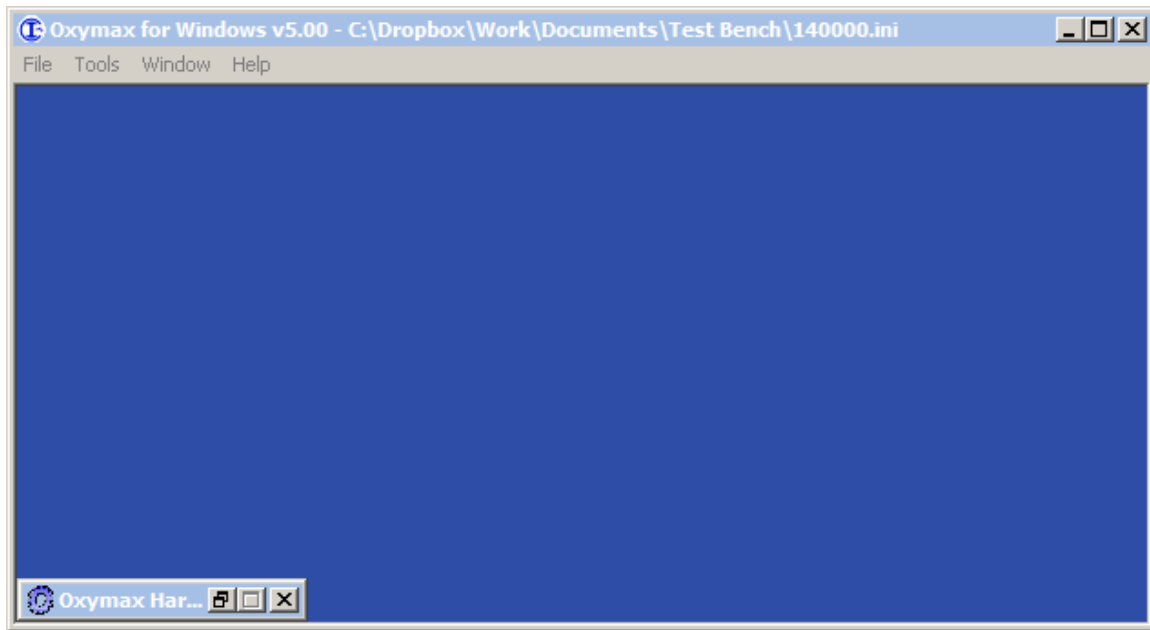 Oxymax for Windows v5.00 - C:\Dropbox\Work\Documents\Test Bench\140000.ini
File Tools Window Help
Oxymax Har...